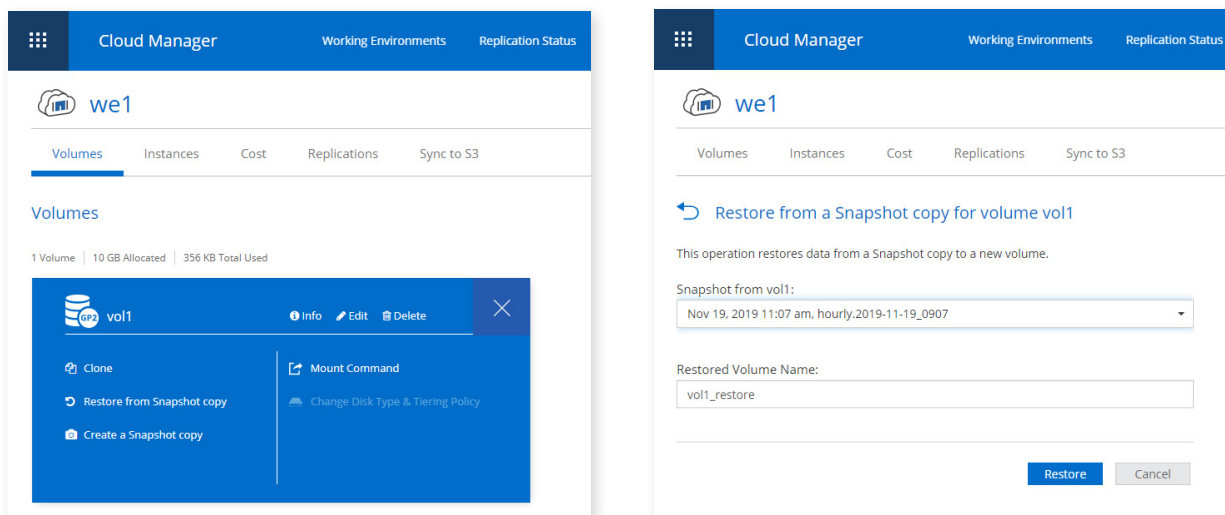 Cloud Manager Working Environments Replication Status
we1
Volumes Instances Cost Replications Sync to S3
Volumes
1 Volume 10 GB Allocated 356 KB Total Used
GP2 vol1 Info Edit Delete
Clone Mount Command
Restore from Snapshot copy Change Disk Type & Tiering Policy
Create a Snapshot copy
Cloud Manager Working Environments Replication Status
we1
Volumes Instances Cost Replications Sync to S3
Restore from a Snapshot copy for volume vol1
This operation restores data from a Snapshot copy to a new volume.
Snapshot from vol1:
Nov 19, 2019 11:07 am, hourly.2019-11-19_0907
Restored Volume Name:
vol1_restore
Restore Cancel